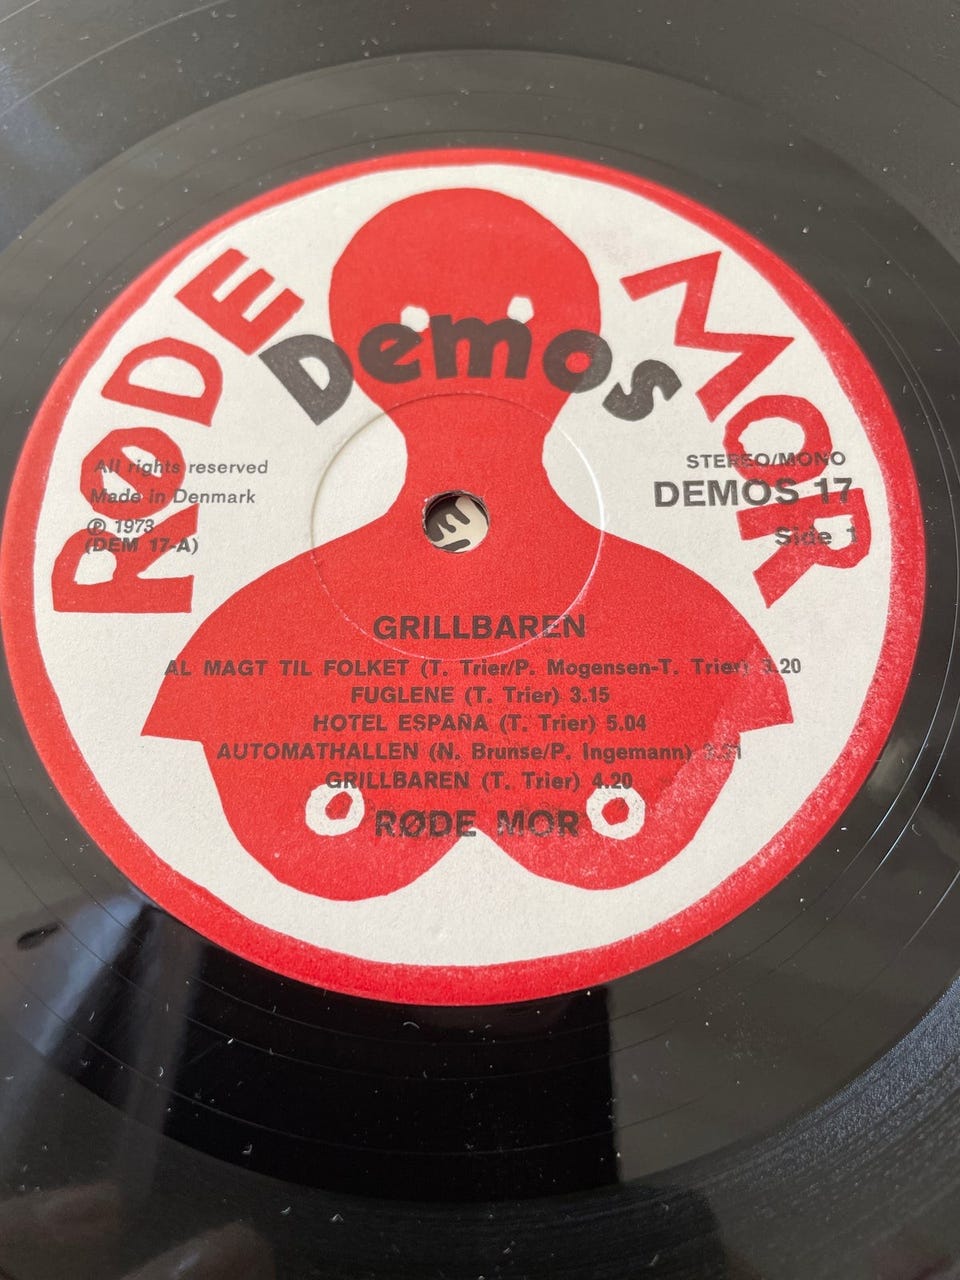 RØDE MOR
Demos
All rights reserved
Made in Denmark
Ⓟ 1973
(DEM 17-A)
STEREO/MONO
DEMOS 17
Side 1
GRILLBAREN
AL MAGT TIL FOLKET (T. Trier/P. Mogensen-T. Trier) 3.20
FUGLENE (T. Trier) 3.15
HOTEL ESPAÑA (T. Trier) 5.04
AUTOMATHALLEN (N. Brunse/P. Ingemann)
GRILLBAREN (T. Trier) 4.20
RØDE MOR